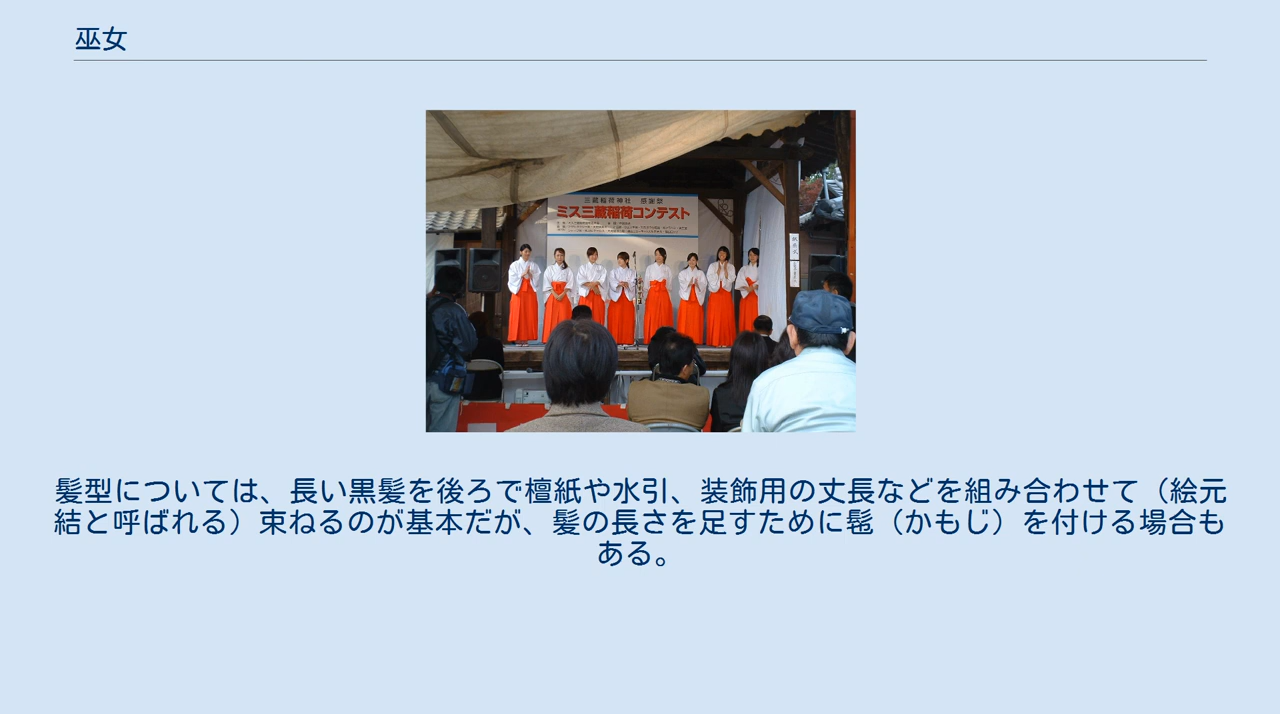 巫女
三蔵稲荷神社 感謝祭
ミス三蔵稲荷コンテスト
髪型については、長い黒髪を後ろで檀紙や水引、装飾用の丈長などを組み合わせて（絵元
結と呼ばれる）束ねるのが基本だが、髪の長さを足すために髢（かもじ）を付ける場合も
ある。